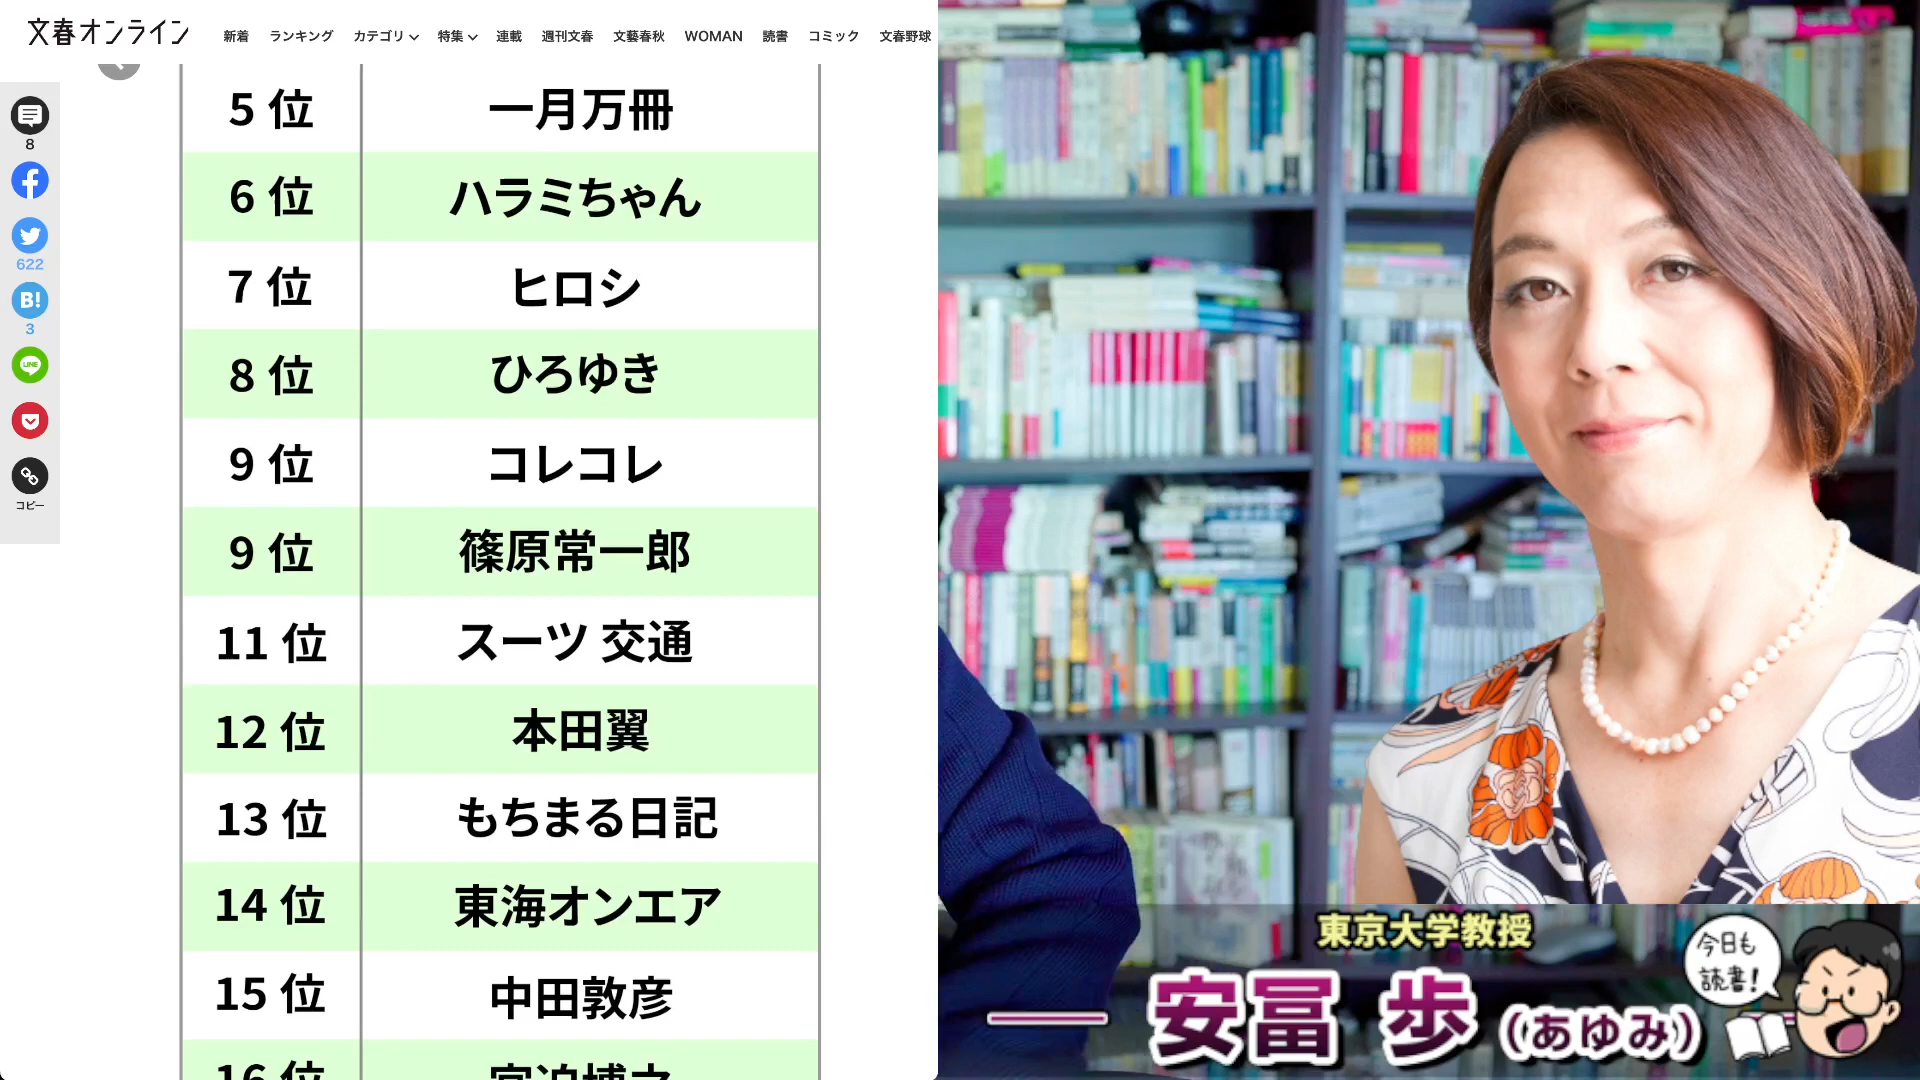 文春オンライン
新着 ランキング カテゴリ 特集 連載 週刊文春 文藝春秋 WOMAN 読書 コミック 文春野球
8
622
B!
3
LINE
コピー
5 位 一月万冊
6 位 ハラミちゃん
7 位 ヒロシ
8 位 ひろゆき
9 位 コレコレ
9 位 篠原常一郎
11 位 スーツ 交通
12 位 本田翼
13 位 もちまる日記
14 位 東海オンエア
15 位 中田敦彦
16 位 宮迫博之
東京大学教授
安冨 歩 (あゆみ)
今日も
読書!